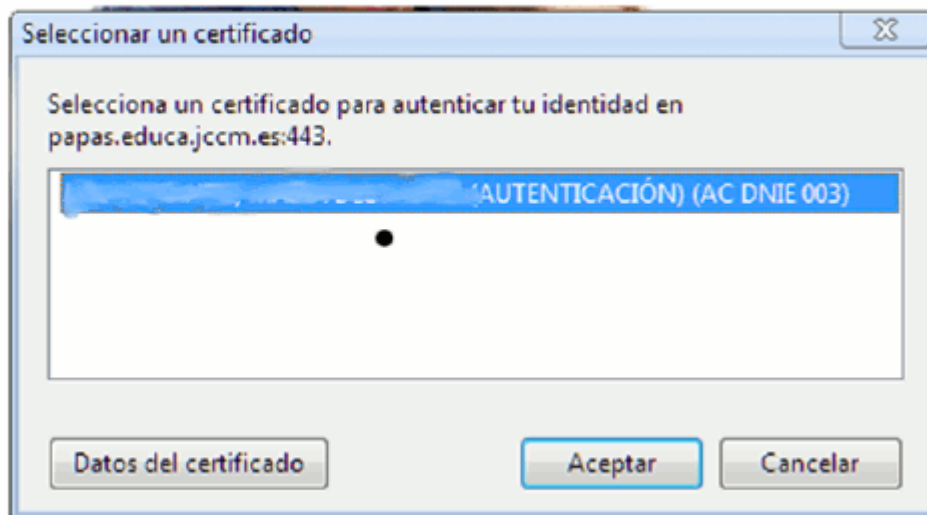 Seleccionar un certificado
Selecciona un certificado para autenticar tu identidad en
papas.educa.jccm.es:443.
(AUTENTICACIÓN) (AC DNIE 003)
Datos del certificado
Aceptar
Cancelar